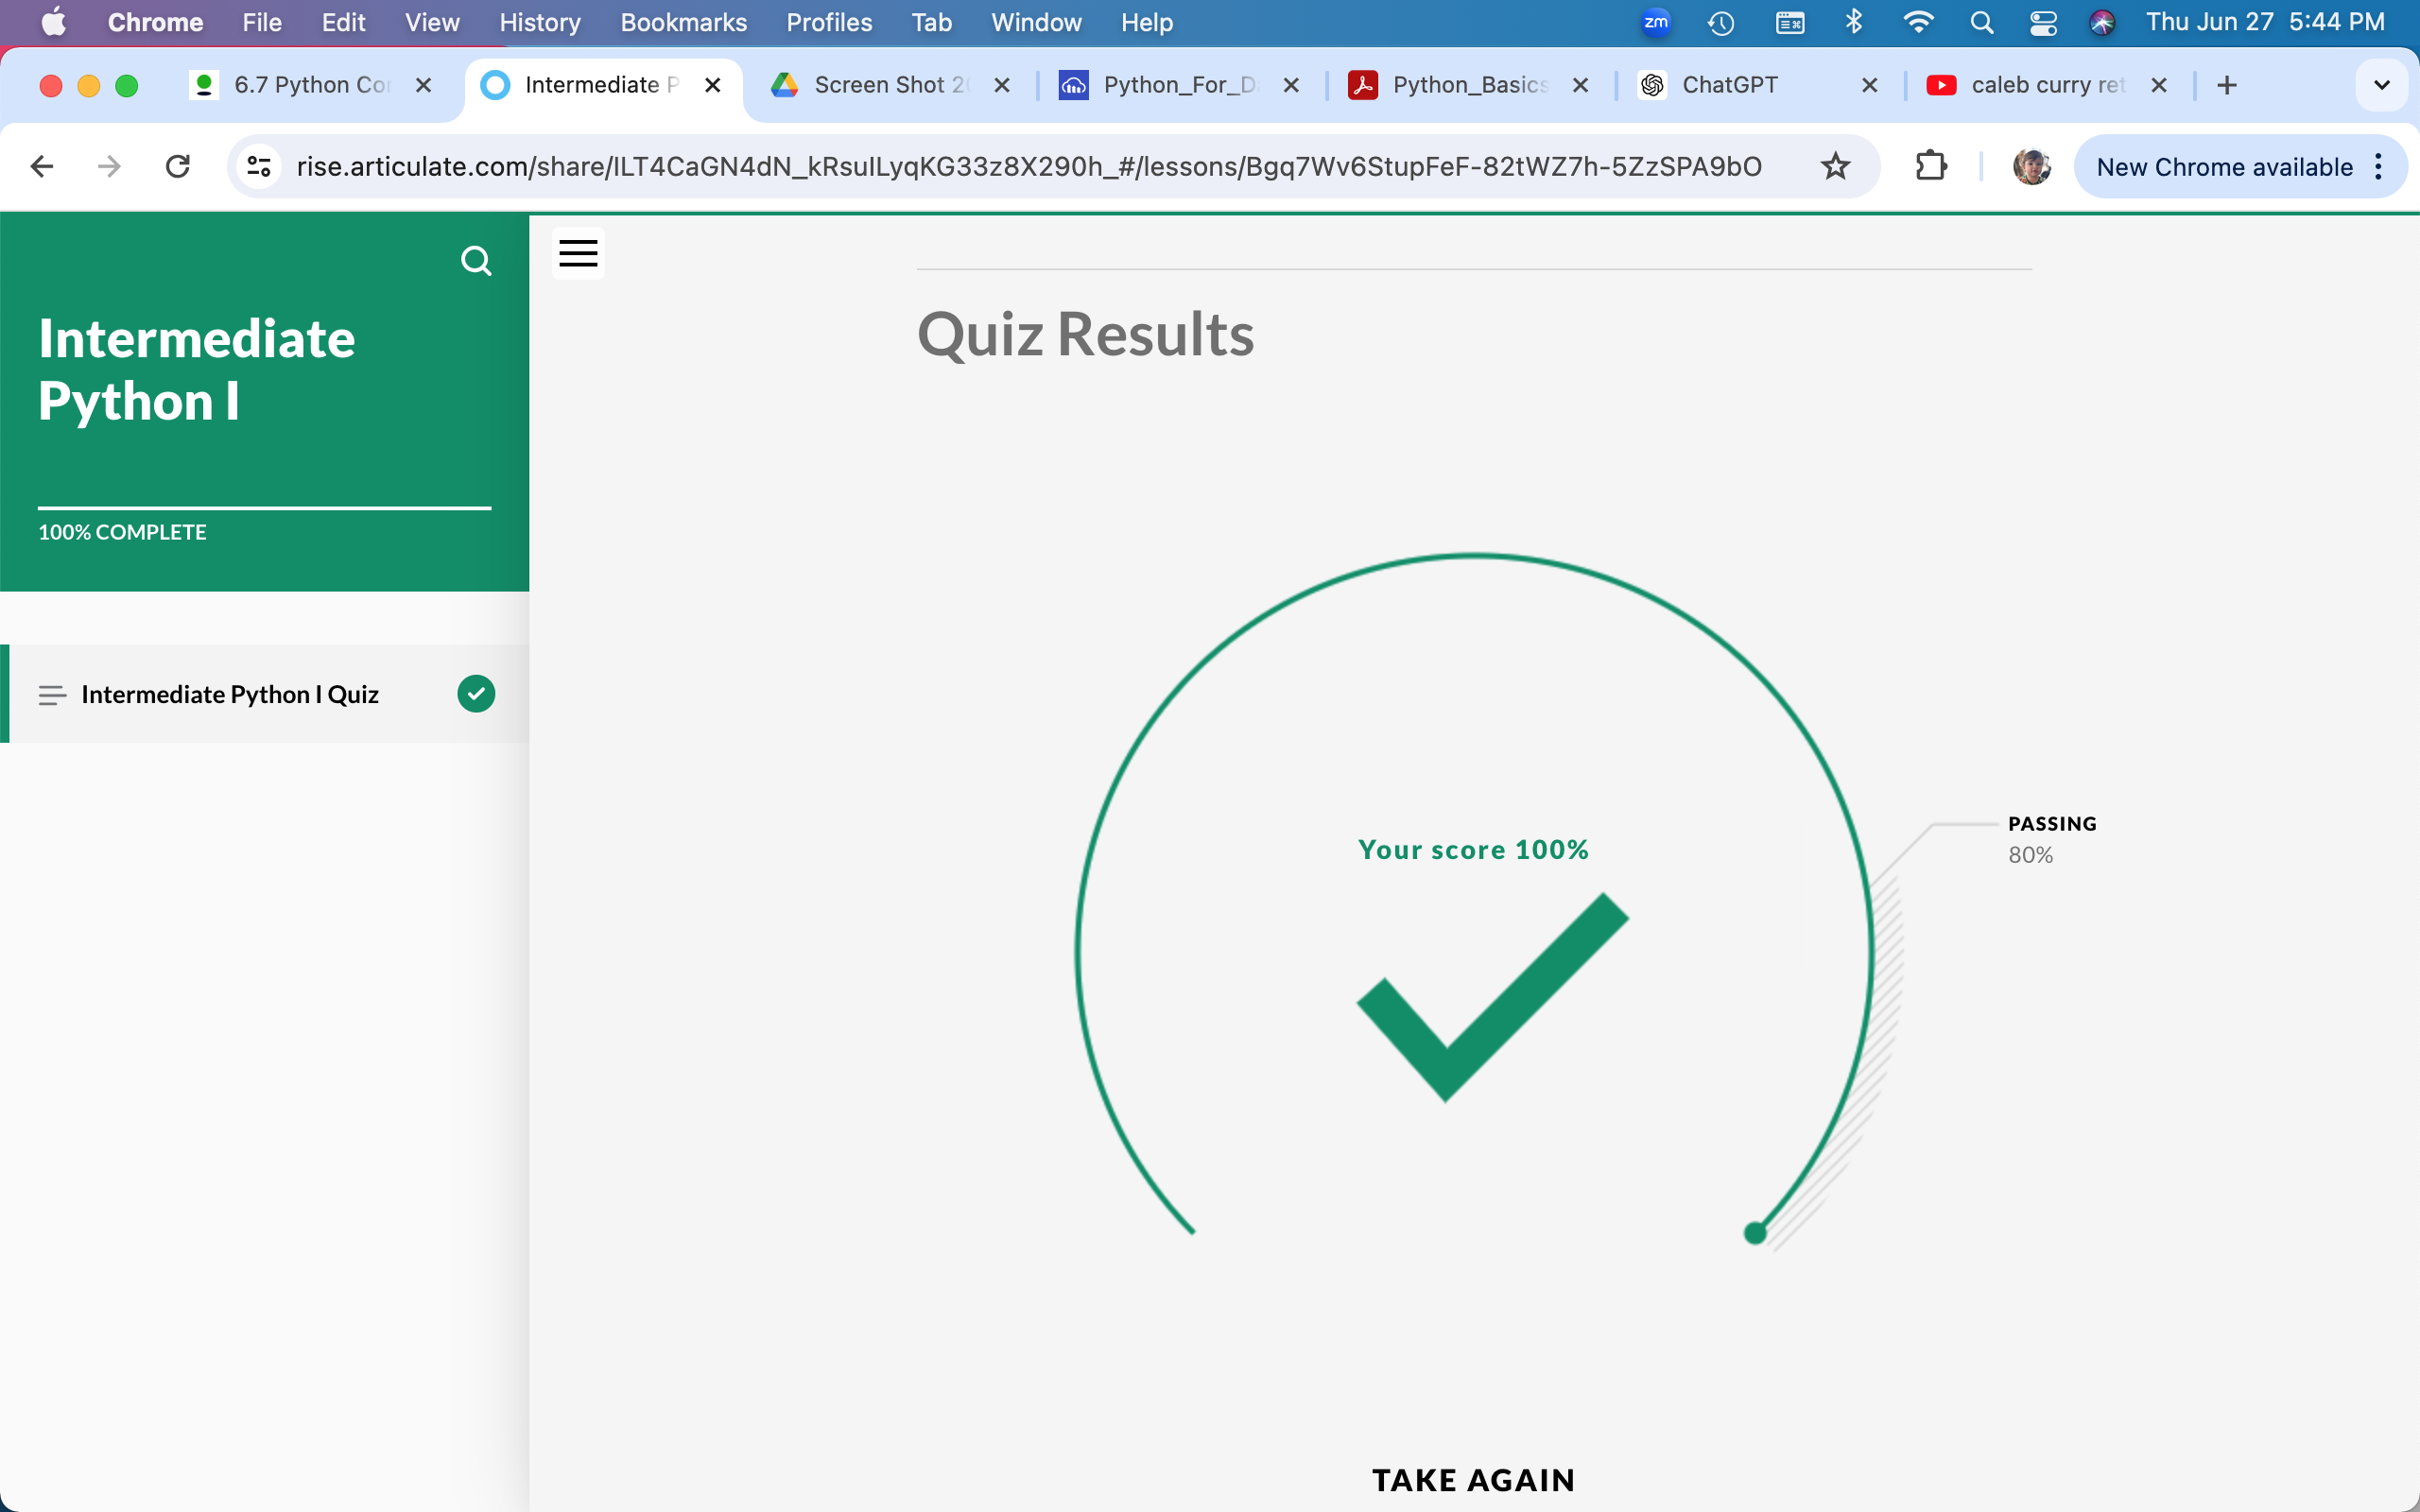 Chrome File Edit View History Bookmarks Profiles Tab Window Help zm Thu Jun 27 5:44 PM
6.7 Python Co Intermediate P Screen Shot 2 Python_For_D Python_Basics ChatGPT caleb curry ret
rise.articulate.com/share/ILT4CaGN4dN_kRsuILyqKG33z8X290h_#/lessons/Bgq7Wv6StupFeF-82tWZ7h-5ZzSPA9bO New Chrome available
Intermediate
Python I
100% COMPLETE
Intermediate Python I Quiz
Quiz Results
Your score 100%
PASSING
80%
TAKE AGAIN